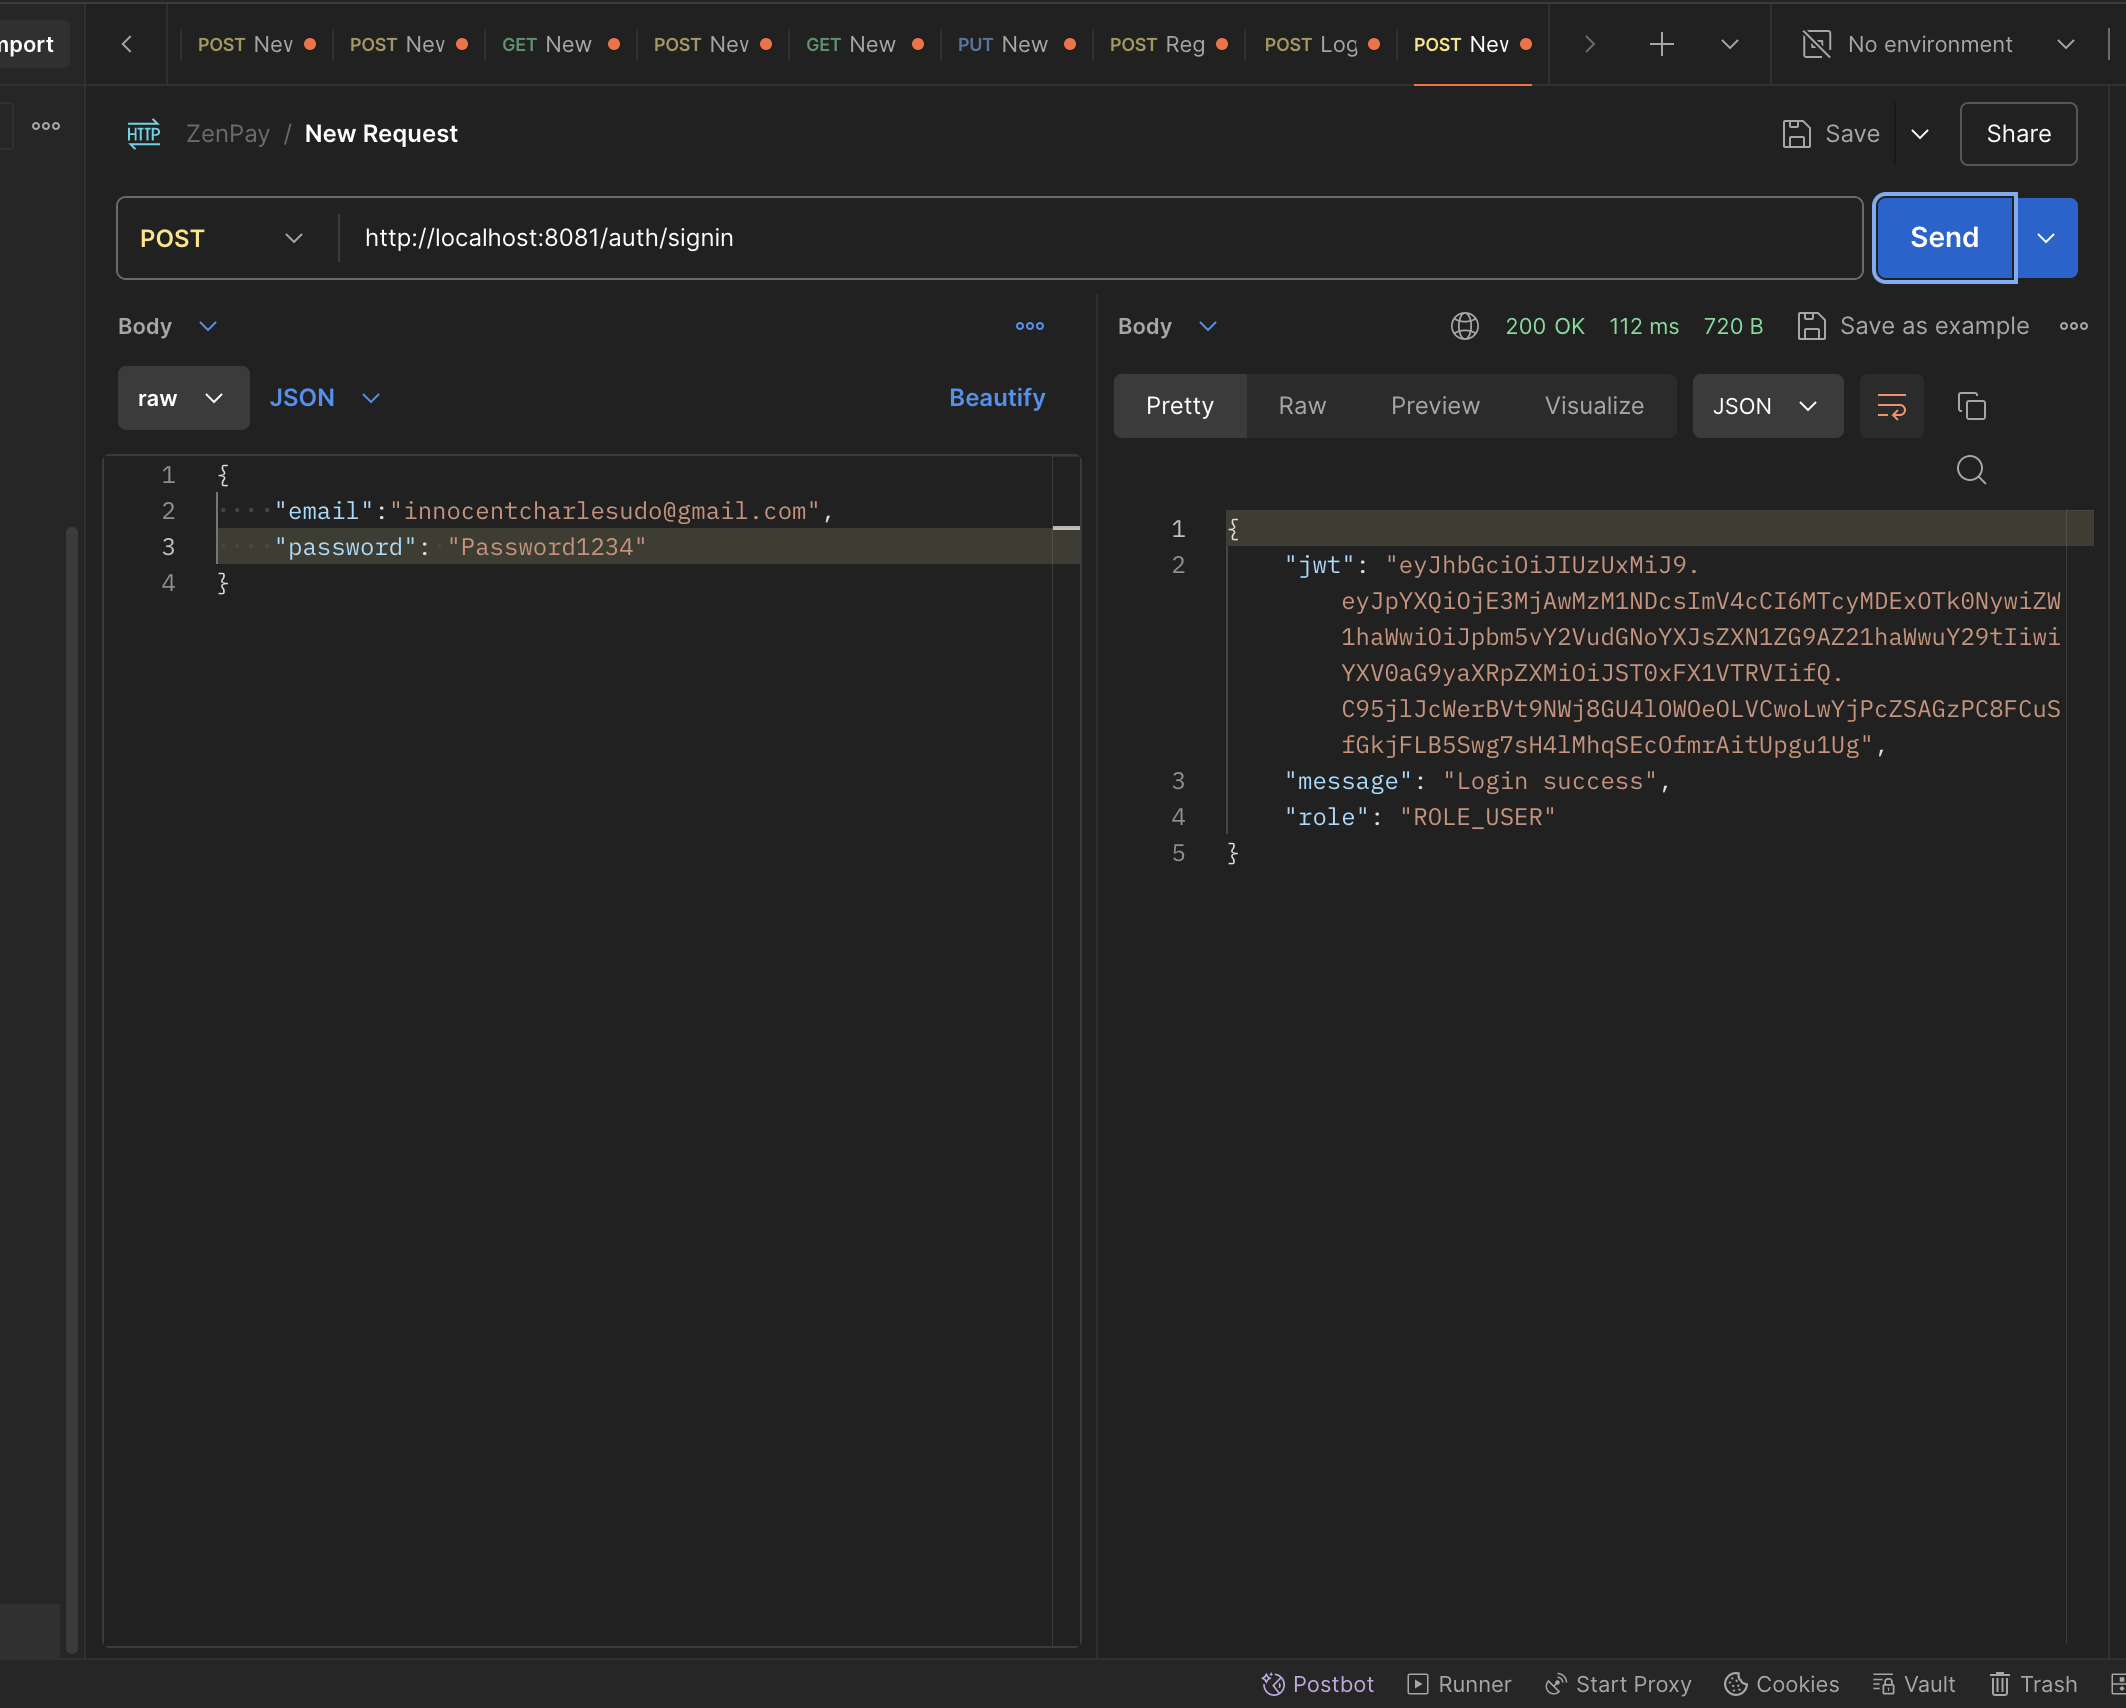 POST Nev POST Nev GET New POST Nev GET New PUT New POST Reg POST Log POST Nev No environment
HTTP ZenPay / New Request Save Share
POST http://localhost:8081/auth/signin Send
Body
raw JSON Beautify
1 {
2 ····"email":"innocentcharlesudo@gmail.com",
3 ····"password":·"Password1234"
4 }
Body 200 OK 112 ms 720 B Save as example
Pretty Raw Preview Visualize JSON
1 {
2 "jwt": "eyJhbGciOiJIUzUxMiJ9.
eyJpYXQiOjE3MjAwMzM1NDcsImV4cCI6MTcyMDExOTk0NywiZW
1haWwiOiJpbm5vY2VudGNoYXJsZXN1ZG9AZ21haWwuY29tIiwi
YXV0aG9yaXRpZXMiOiJST0xFX1VTRVIifQ.
C95jlJcWerBVt9NWj8GU4lOWOeOLVCwoLwYjPcZSAGzPC8FCuS
fGkjFLB5Swg7sH4lMhqSEcOfmrAitUpgu1Ug",
3 "message": "Login success",
4 "role": "ROLE_USER"
5 }
Postbot Runner Start Proxy Cookies Vault Trash